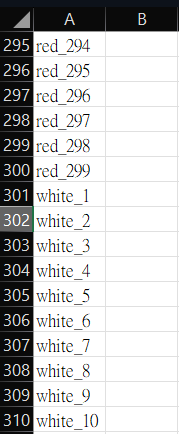 A B
295 red_294
296 red_295
297 red_296
298 red_297
299 red_298
300 red_299
301 white_1
302 white_2
303 white_3
304 white_4
305 white_5
306 white_6
307 white_7
308 white_8
309 white_9
310 white_10